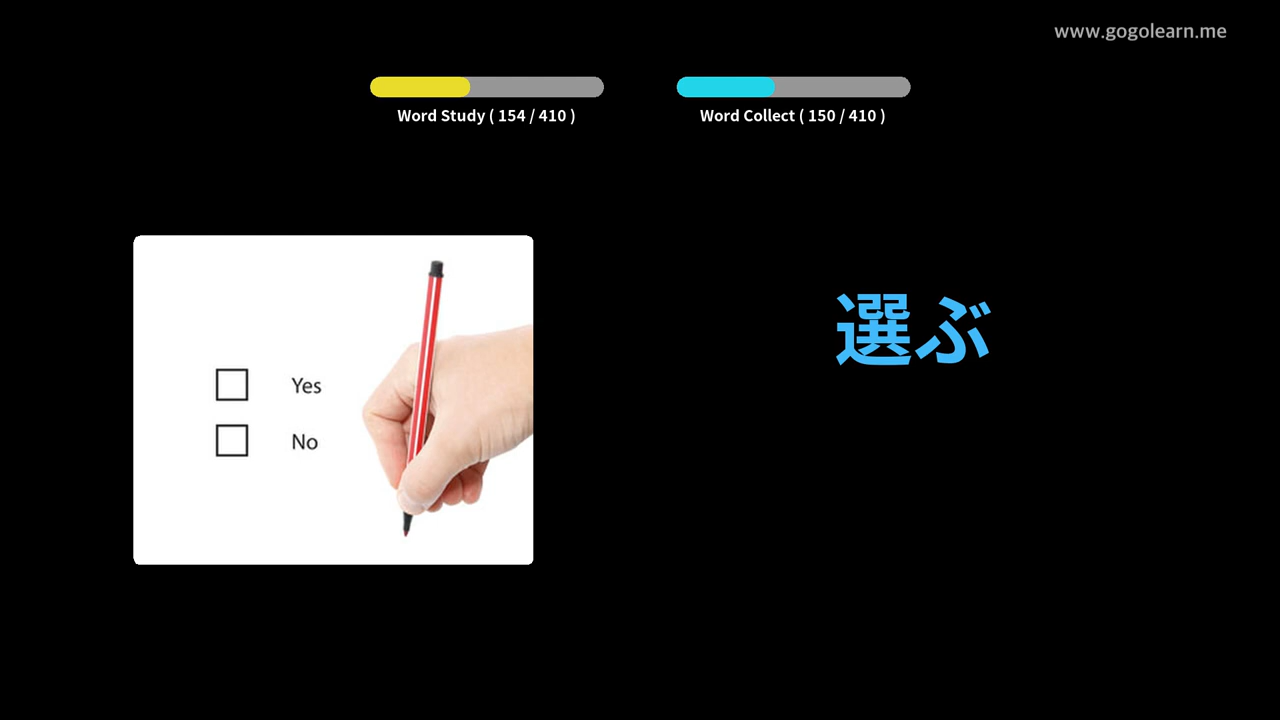 www.gogolearn.me
Word Study ( 154 / 410 )
Word Collect ( 150 / 410 )
Yes
No
選ぶ